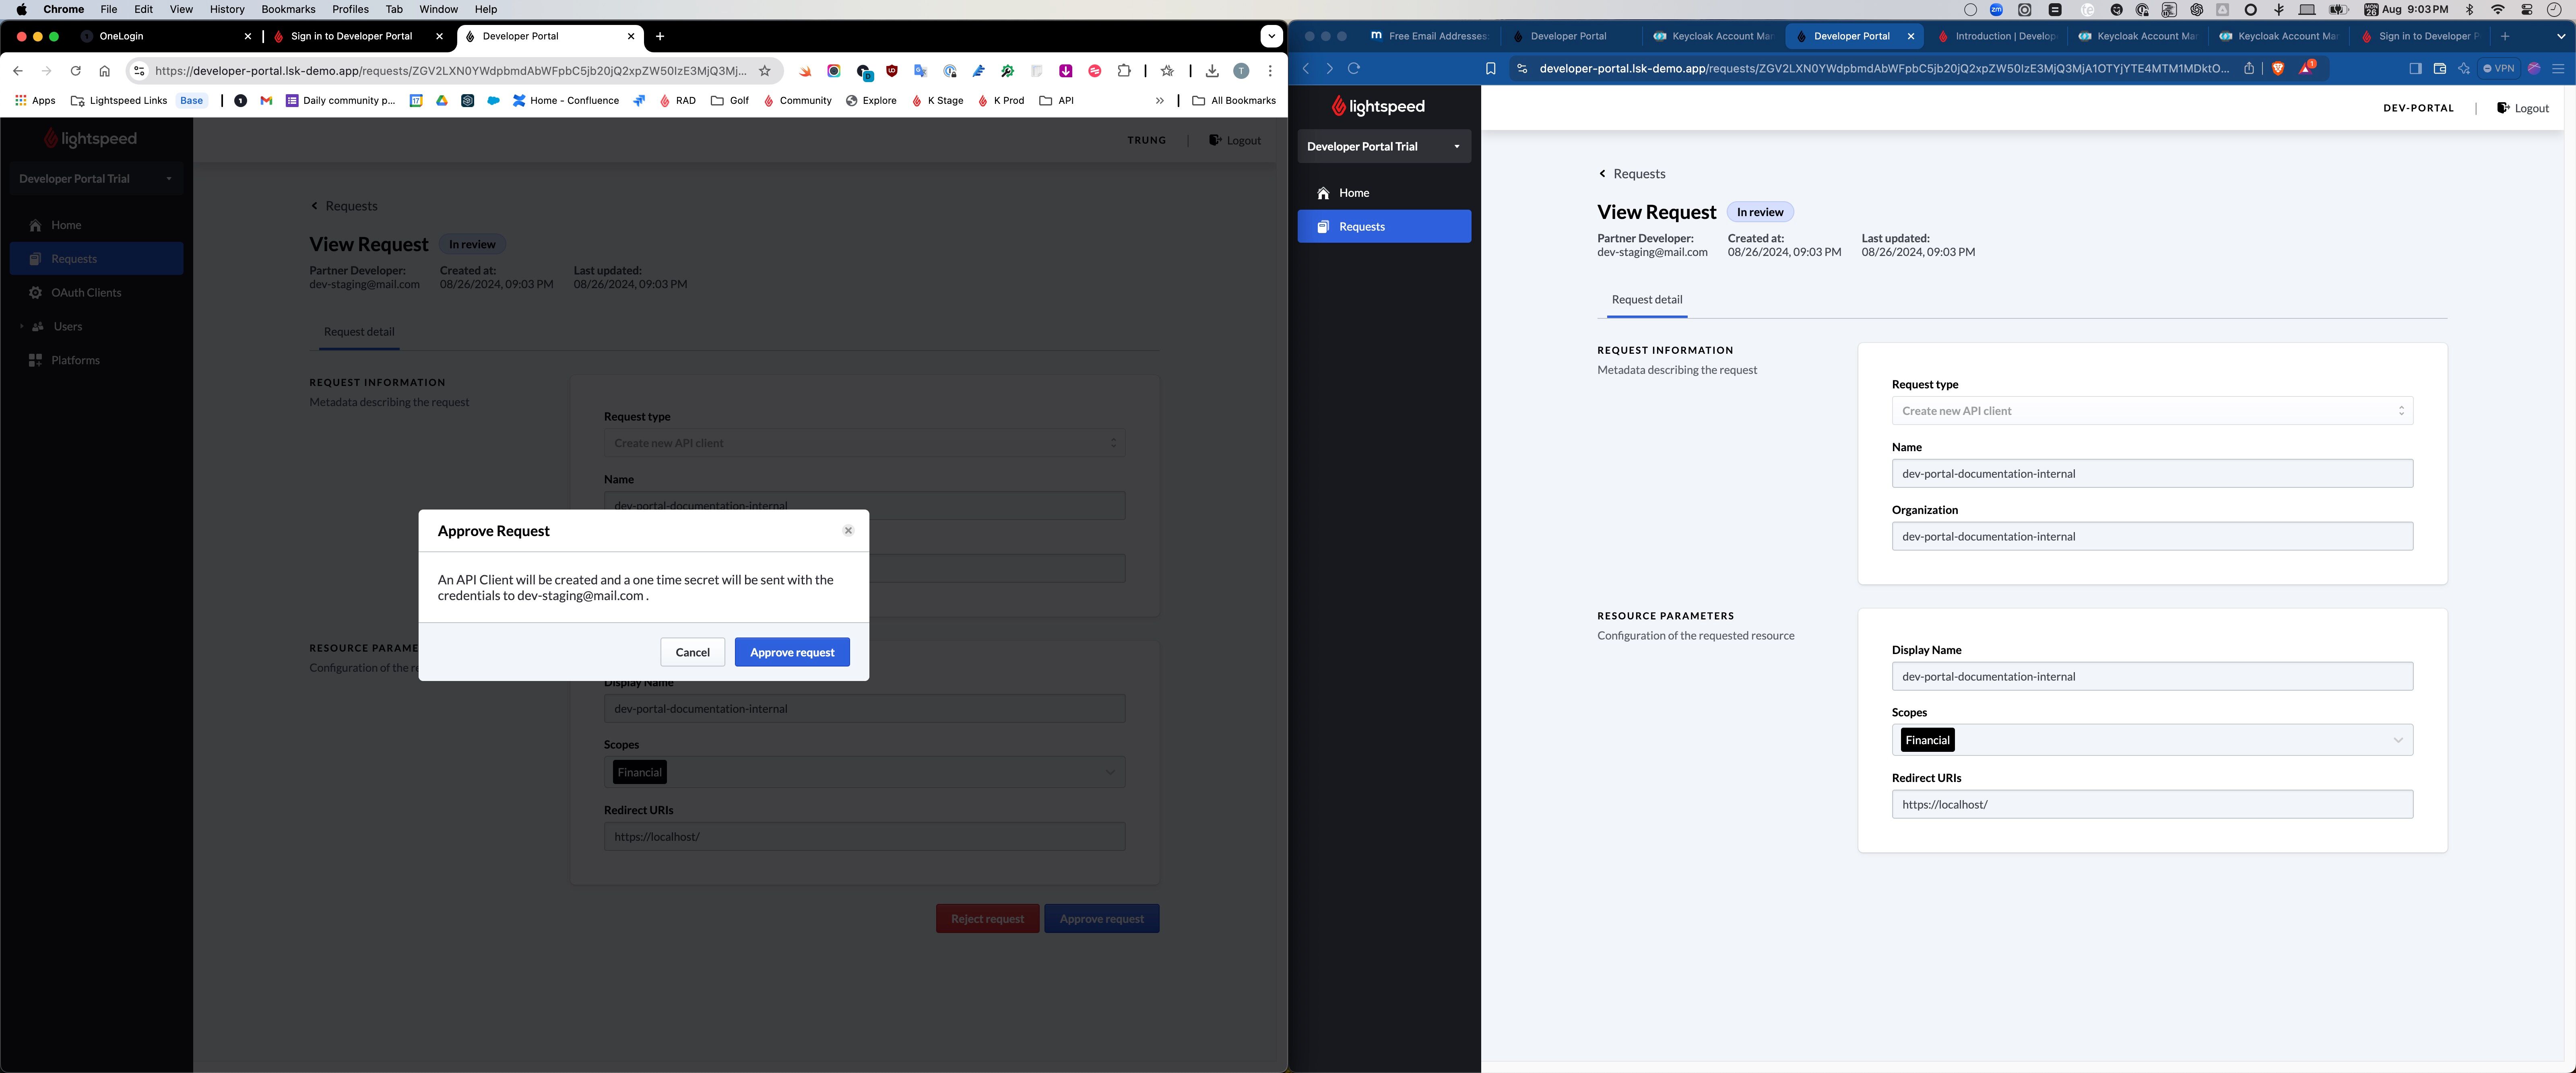 Chrome File Edit View History Bookmarks Profiles Tab Window Help
Aug 9:03 PM
OneLogin
Sign in to Developer Portal
Developer Portal
https://developer-portal.lsk-demo.app/requests/ZGV2LXN0YWdpbmdAbWFpbC5jb20jQ2xpZW50IzE3MjQ3Mj...
Apps
Lightspeed Links
Base
Daily community p...
Home - Confluence
RAD
Golf
Community
Explore
K Stage
K Prod
API
»
All Bookmarks
lightspeed
TRUNG
Logout
Developer Portal Trial
Home
Requests
OAuth Clients
Users
Platforms
Requests
View Request
In review
Partner Developer: Created at: Last updated:
dev-staging@mail.com 08/26/2024, 09:03 PM 08/26/2024, 09:03 PM
Request detail
REQUEST INFORMATION
Metadata describing the request
Request type
Create new API client
Name
dev-portal-documentation-internal
Approve Request
An API Client will be created and a one time secret will be sent with the
credentials to dev-staging@mail.com .
Cancel
Approve request
RESOURCE PARAME
Configuration of the re
Display Name
dev-portal-documentation-internal
Scopes
Financial
Redirect URIs
https://localhost/
Reject request
Approve request
Free Email Addresses:
Developer Portal
Keycloak Account Mar
Developer Portal
Introduction | Develop
Keycloak Account Mar
Keycloak Account Mar
Sign in to Developer P
developer-portal.lsk-demo.app/requests/ZGV2LXN0YWdpbmdAbWFpbC5jb20jQ2xpZW50IzE3MjQ3MjA1OTYjYTE4MTM1MDktO...
VPN
lightspeed
DEV-PORTAL
Logout
Developer Portal Trial
Home
Requests
Requests
View Request
In review
Partner Developer: Created at: Last updated:
dev-staging@mail.com 08/26/2024, 09:03 PM 08/26/2024, 09:03 PM
Request detail
REQUEST INFORMATION
Metadata describing the request
Request type
Create new API client
Name
dev-portal-documentation-internal
Organization
dev-portal-documentation-internal
RESOURCE PARAMETERS
Configuration of the requested resource
Display Name
dev-portal-documentation-internal
Scopes
Financial
Redirect URIs
https://localhost/